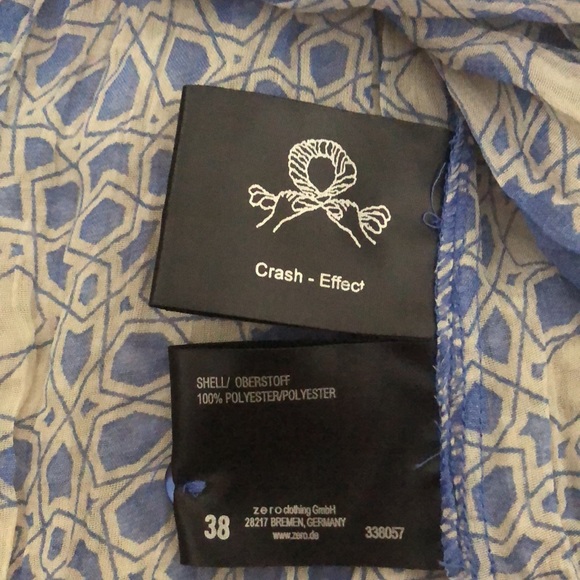 Crash - Effect
SHELL/ OBERSTOFF
100% POLYESTER/POLYESTER
zero clothing GmbH
38 28217 BREMEN, GERMANY
www.zero.de 338057